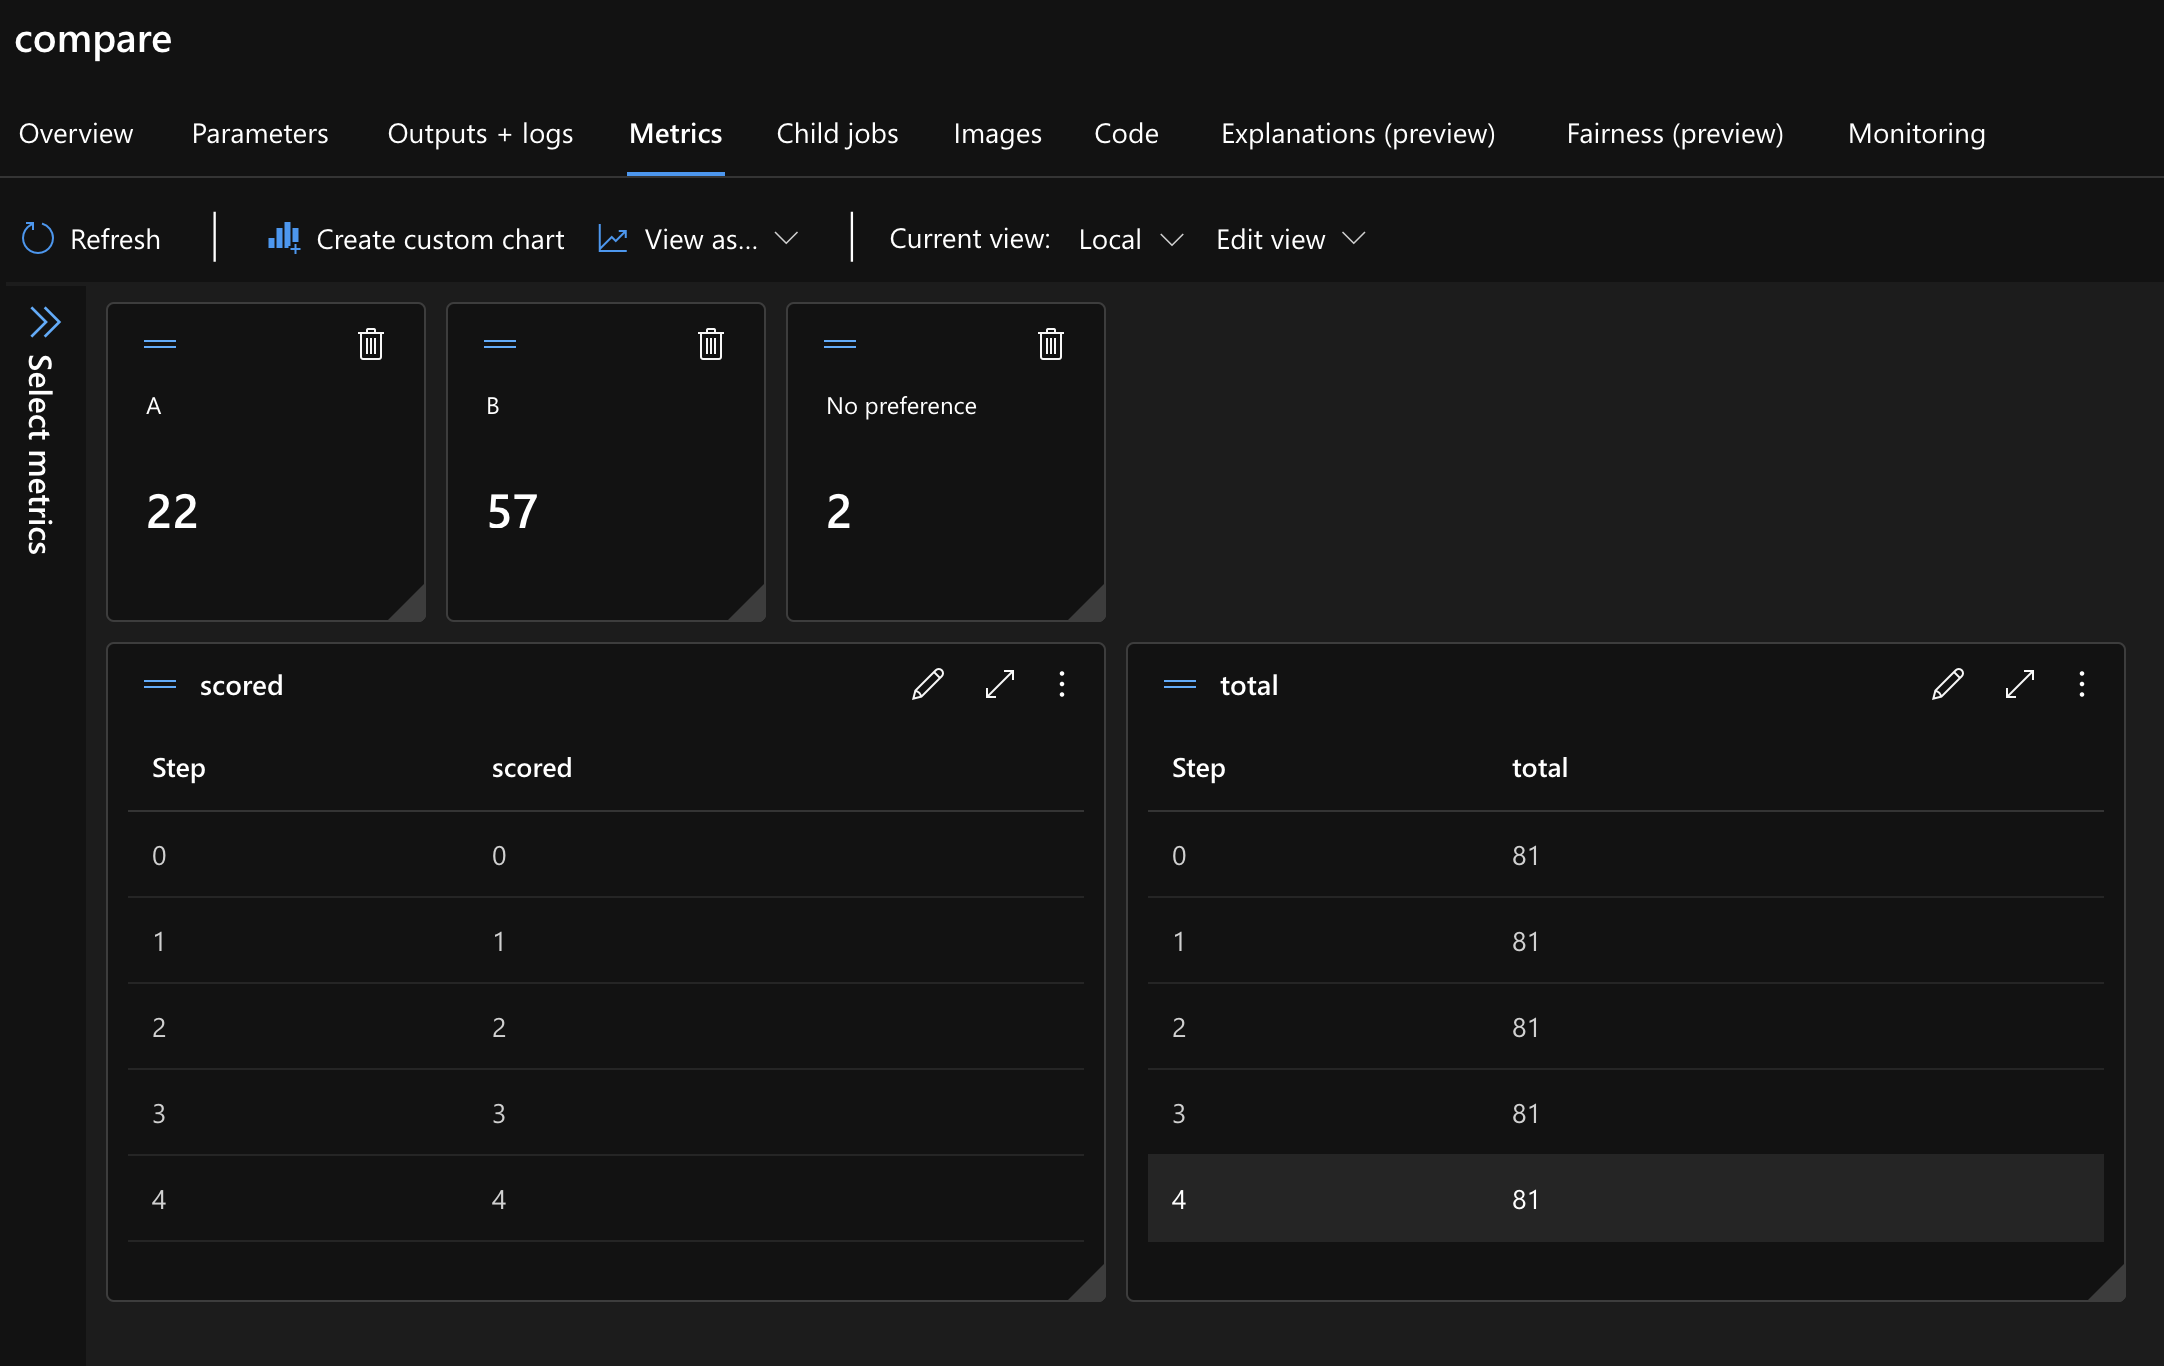 compare
Overview Parameters Outputs + logs Metrics Child jobs Images Code Explanations (preview) Fairness (preview) Monitoring
Refresh Create custom chart View as... Current view: Local Edit view
Select metrics
A B No preference
22 57 2
scored total
Step scored Step total
0 0 0 81
1 1 1 81
2 2 2 81
3 3 3 81
4 4 4 81